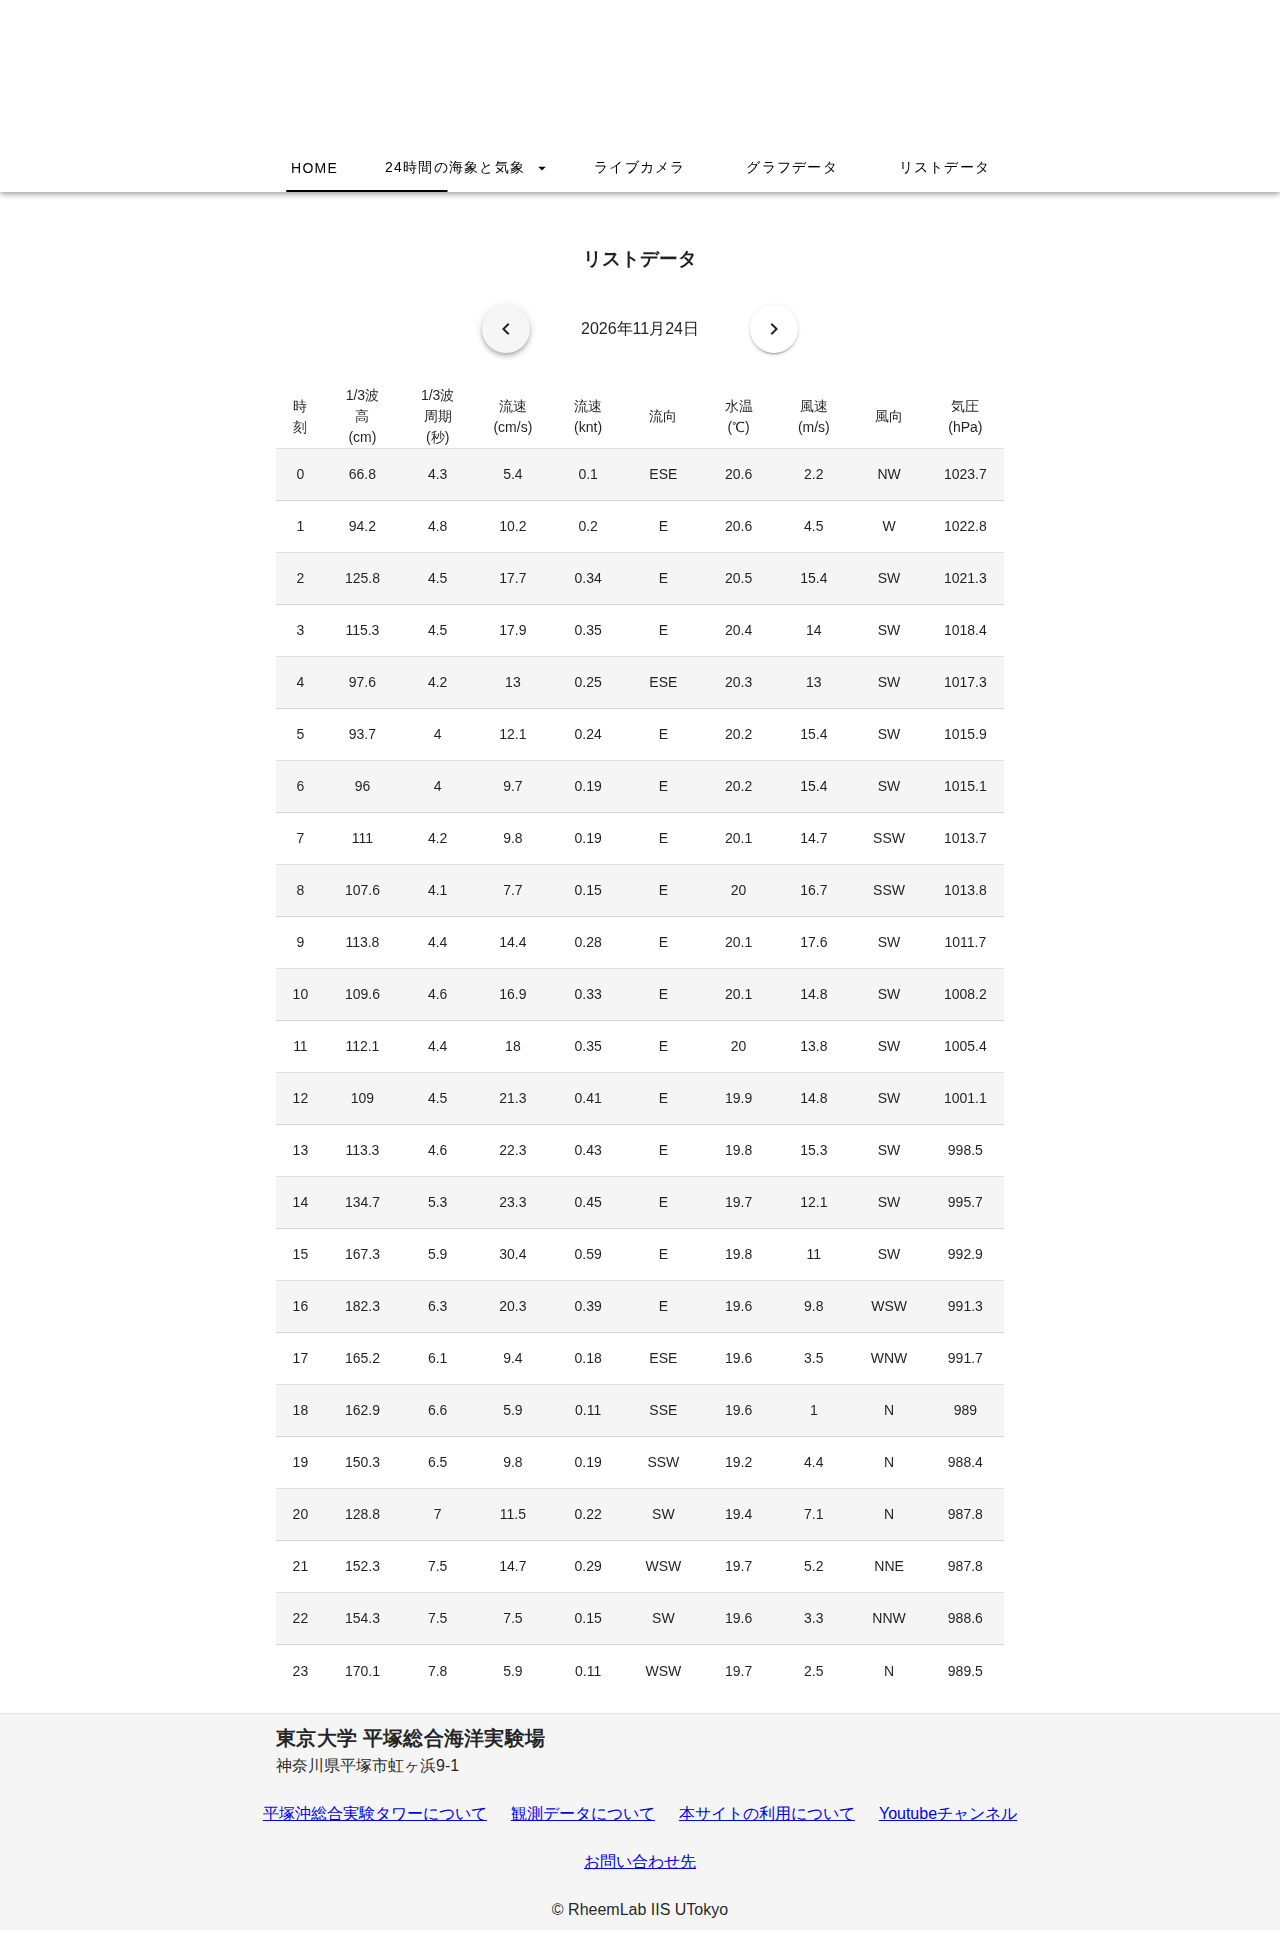 HOME 24時間の海象と気象 ライブカメラ グラフデータ リストデータ
リストデータ
2026年11月24日
時刻 1/3波高(cm) 1/3波周期(秒) 流速(cm/s) 流速(knt) 流向 水温(℃) 風速(m/s) 風向 気圧(hPa)
0 66.8 4.3 5.4 0.1 ESE 20.6 2.2 NW 1023.7
1 94.2 4.8 10.2 0.2 E 20.6 4.5 W 1022.8
2 125.8 4.5 17.7 0.34 E 20.5 15.4 SW 1021.3
3 115.3 4.5 17.9 0.35 E 20.4 14 SW 1018.4
4 97.6 4.2 13 0.25 ESE 20.3 13 SW 1017.3
5 93.7 4 12.1 0.24 E 20.2 15.4 SW 1015.9
6 96 4 9.7 0.19 E 20.2 15.4 SW 1015.1
7 111 4.2 9.8 0.19 E 20.1 14.7 SSW 1013.7
8 107.6 4.1 7.7 0.15 E 20 16.7 SSW 1013.8
9 113.8 4.4 14.4 0.28 E 20.1 17.6 SW 1011.7
10 109.6 4.6 16.9 0.33 E 20.1 14.8 SW 1008.2
11 112.1 4.4 18 0.35 E 20 13.8 SW 1005.4
12 109 4.5 21.3 0.41 E 19.9 14.8 SW 1001.1
13 113.3 4.6 22.3 0.43 E 19.8 15.3 SW 998.5
14 134.7 5.3 23.3 0.45 E 19.7 12.1 SW 995.7
15 167.3 5.9 30.4 0.59 E 19.8 11 SW 992.9
16 182.3 6.3 20.3 0.39 E 19.6 9.8 WSW 991.3
17 165.2 6.1 9.4 0.18 ESE 19.6 3.5 WNW 991.7
18 162.9 6.6 5.9 0.11 SSE 19.6 1 N 989
19 150.3 6.5 9.8 0.19 SSW 19.2 4.4 N 988.4
20 128.8 7 11.5 0.22 SW 19.4 7.1 N 987.8
21 152.3 7.5 14.7 0.29 WSW 19.7 5.2 NNE 987.8
22 154.3 7.5 7.5 0.15 SW 19.6 3.3 NNW 988.6
23 170.1 7.8 5.9 0.11 WSW 19.7 2.5 N 989.5
東京大学 平塚総合海洋実験場
神奈川県平塚市虹ヶ浜9-1
平塚沖総合実験タワーについて 観測データについて 本サイトの利用について Youtubeチャンネル
お問い合わせ先
© RheemLab IIS UTokyo